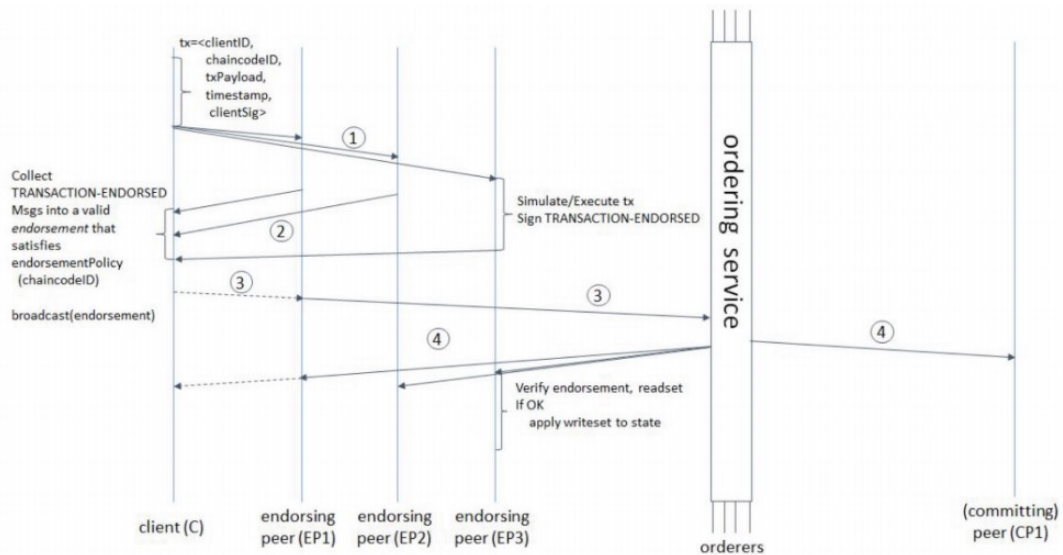 tx=<clientID,
chaincodeID,
txPayload,
timestamp,
clientSig>
1
Collect
TRANSACTION-ENDORSED
Msgs into a valid
endorsement that
satisfies
endorsementPolicy
(chaincodeID)
Simulate/Execute tx
Sign TRANSACTION-ENDORSED
2
3
3
broadcast(endorsement)
ordering service
4
4
Verify endorsement, readset
If OK
apply writeset to state
client (C)
endorsing
peer (EP1)
endorsing
peer (EP2)
endorsing
peer (EP3)
orderers
(committing)
peer (CP1)